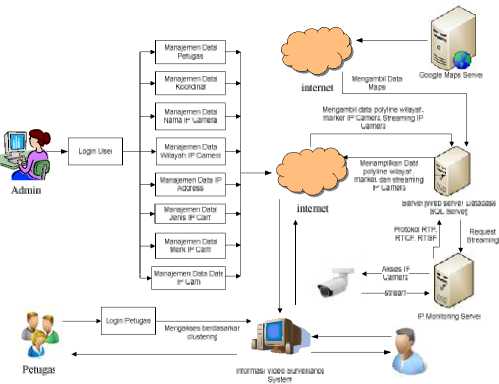 Manajemen Data
Petugas
Manajemen Data
Koordinat
Manajemen Data
Nama IP Camera
Manajemen Data
Wilayah IP Camera
Manajemen Data IP
Address
Manajemen Data
Jenis IP Cam
Manajemen Data
Merk IP Cam
Manajemen Data Data
IP Cam
Login User
Admin
internet
Mengambil Data
Maps
Google Maps Server
Mengambil data polyline wilayah,
marker IP Camera, Streaming IP
Camera
Menampilkan Data
polyline wilayah
marker, dan streaming
IP Camera
internet
Server (Web server Database
SQL Server)
Protokol RTP,
RTCP, RTSP
Request
Streaming
Akses IP
Camera
Stream
IP Monitoring Server
Login Petugas
Mengakses berdasarkan
clustering
Petugas
Informasi Video Surveillance
System